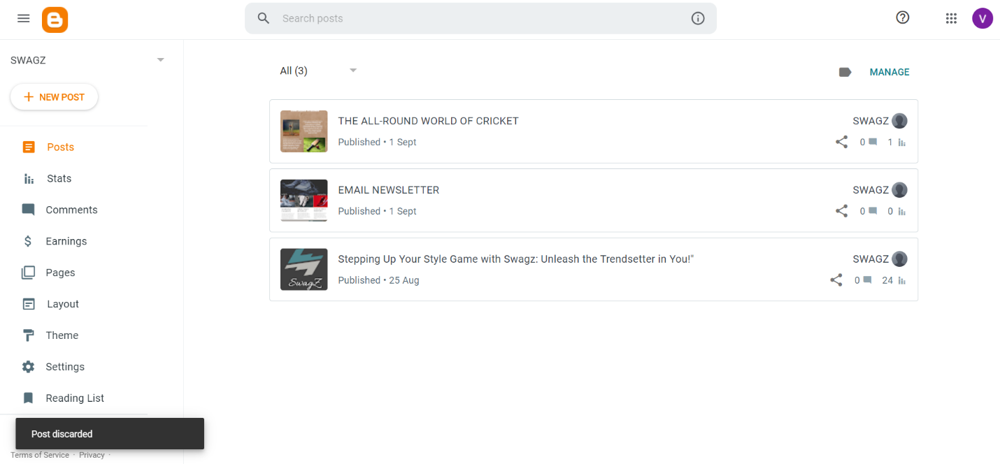 Search posts
V
SWAGZ
NEW POST
Posts
Stats
Comments
Earnings
Pages
Layout
Theme
Settings
Reading List
Post discarded
Terms of Service · Privacy ·
All (3)
MANAGE
THE ALL-ROUND WORLD OF CRICKET
SWAGZ
Published • 1 Sept
0 1
EMAIL NEWSLETTER
SWAGZ
Published • 1 Sept
0 0
SwagZ
Stepping Up Your Style Game with Swagz: Unleash the Trendsetter in You!"
SWAGZ
Published • 25 Aug
0 24